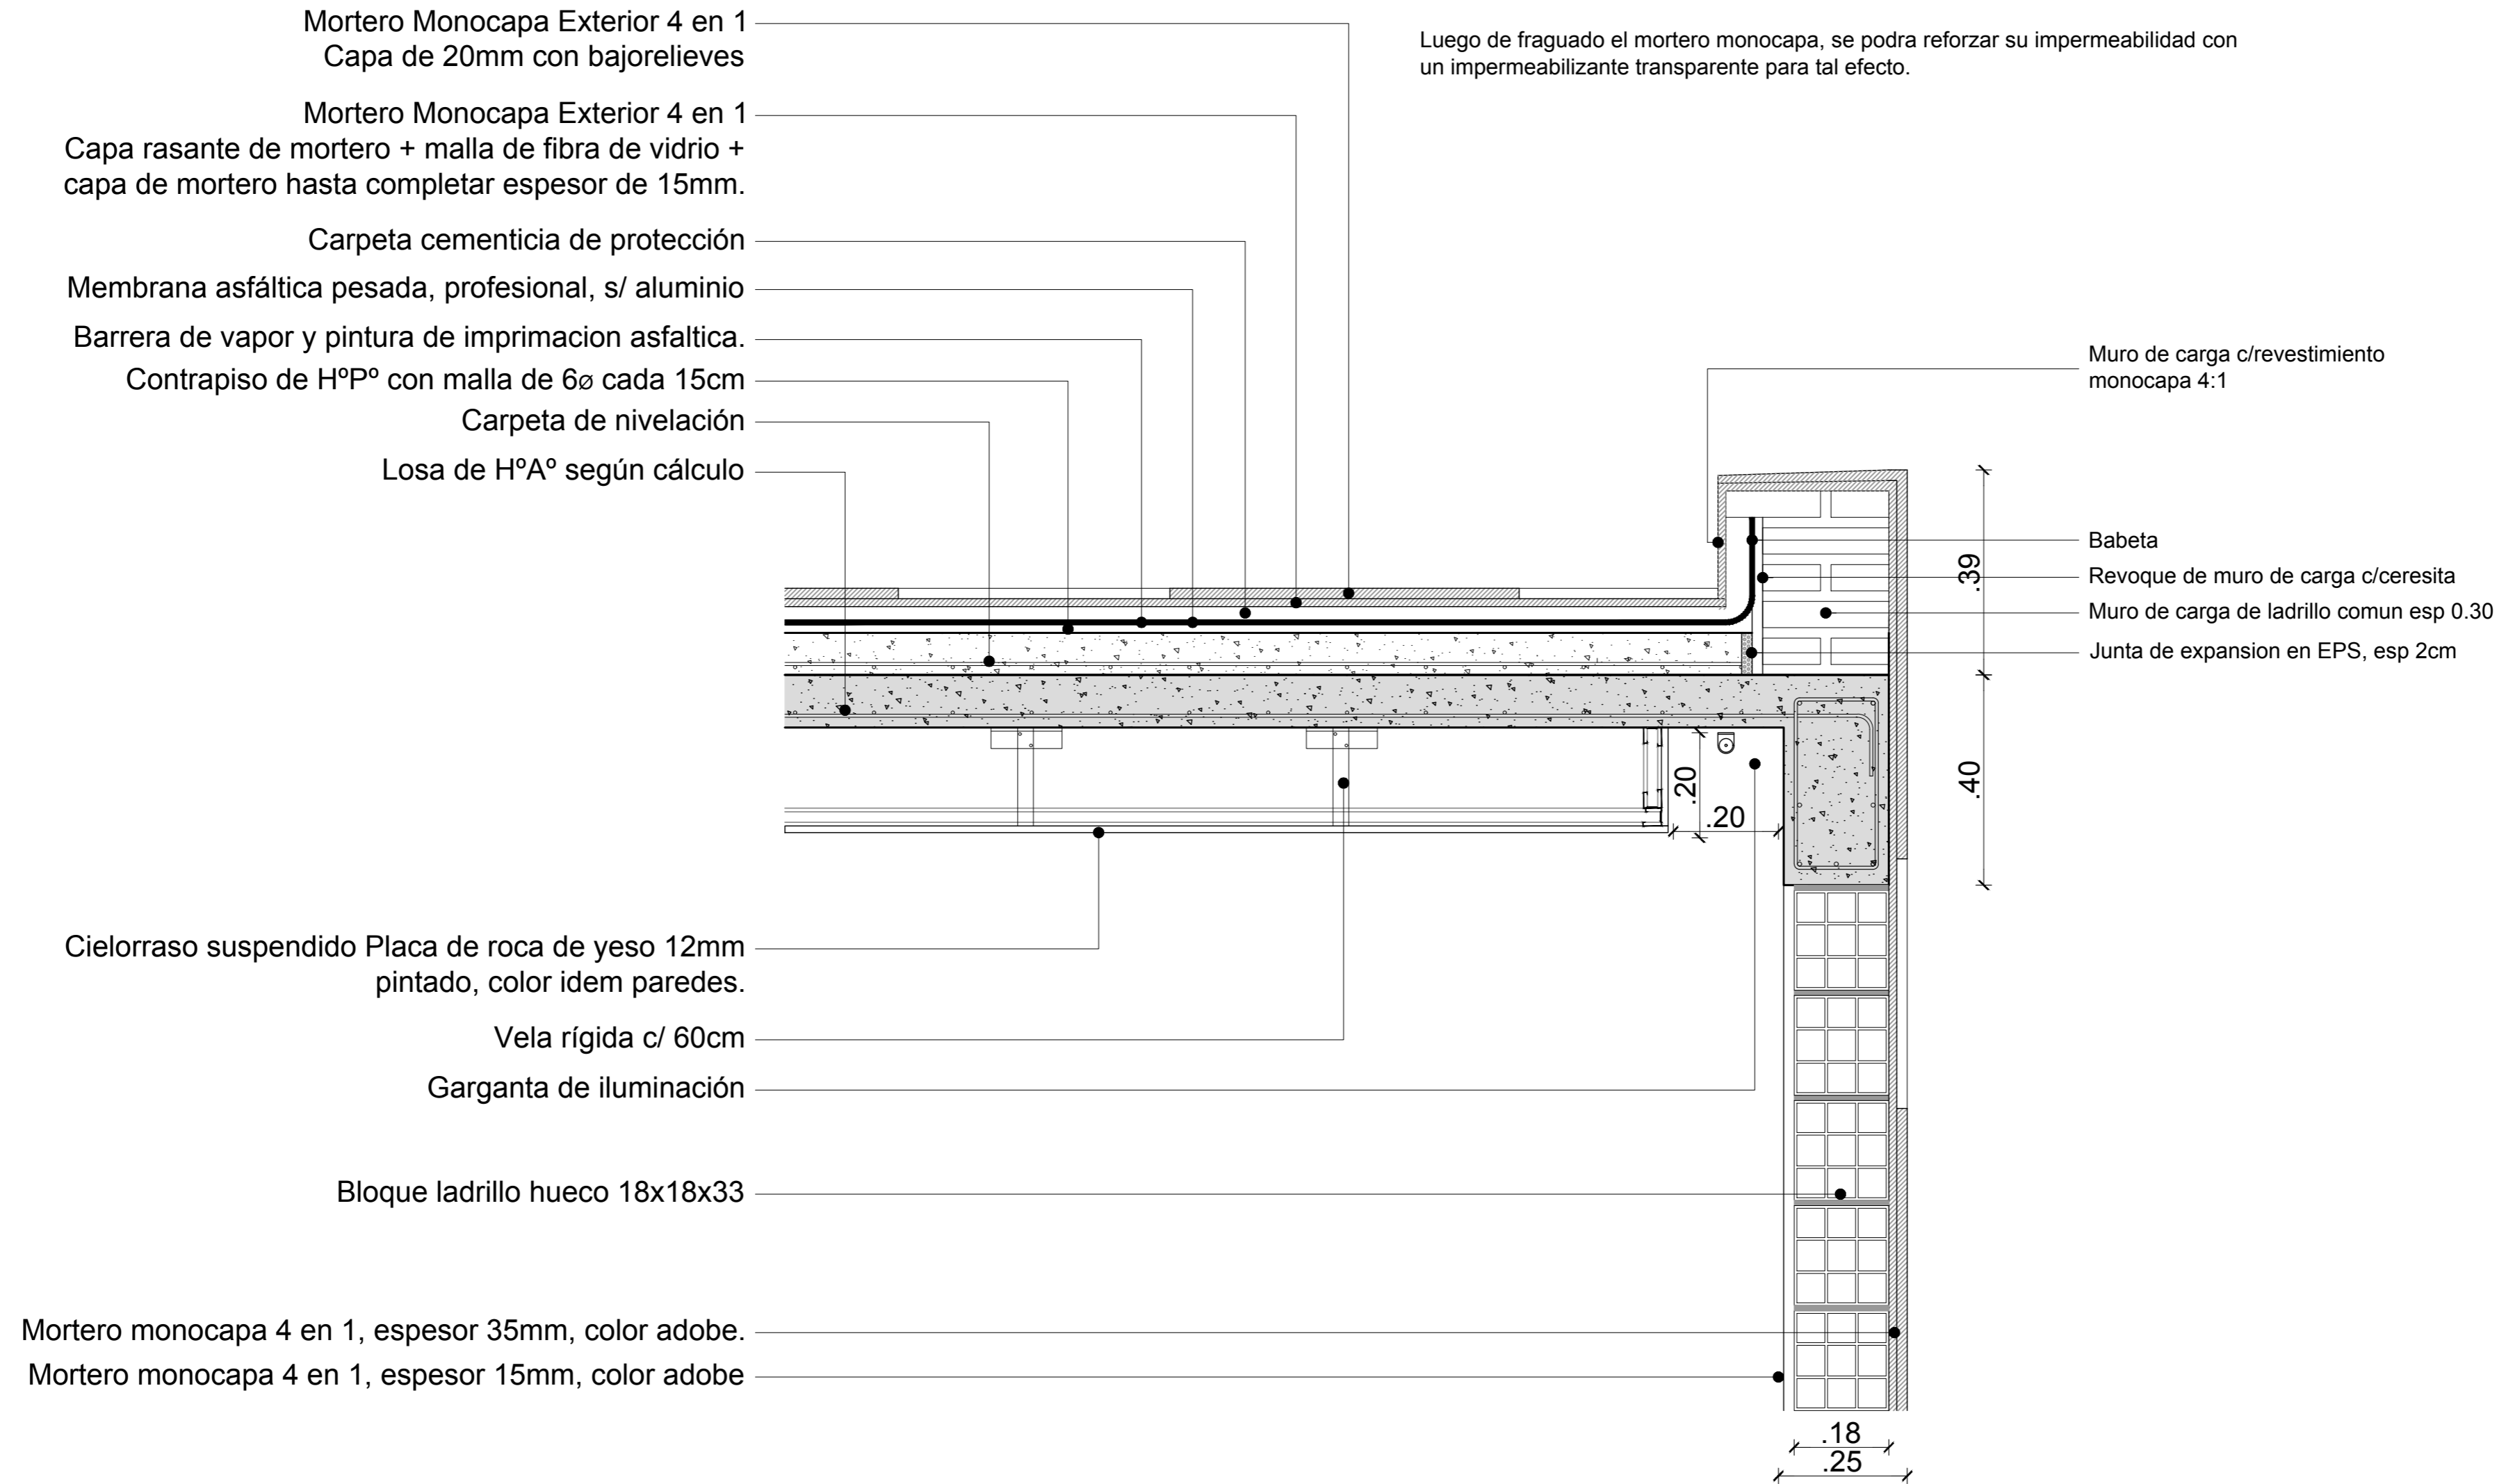 Mortero Monocapa Exterior 4 en 1
Capa de 20mm con bajorelieves
Luego de fraguado el mortero monocapa, se podra reforzar su impermeabilidad con
un impermeabilizante transparente para tal efecto.
Mortero Monocapa Exterior 4 en 1
Capa rasante de mortero + malla de fibra de vidrio +
capa de mortero hasta completar espesor de 15mm.
Carpeta cementicia de protección
Membrana asfáltica pesada, profesional, s/ aluminio
Barrera de vapor y pintura de imprimacion asfaltica.
Contrapiso de HºPº con malla de 6ø cada 15cm
Carpeta de nivelación
Losa de HºAº según cálculo
Muro de carga c/revestimiento
monocapa 4:1
Babeta
Revoque de muro de carga c/ceresita
Muro de carga de ladrillo comun esp 0.30
Junta de expansion en EPS, esp 2cm
.39
.40
.20
.20
Cielorraso suspendido Placa de roca de yeso 12mm
pintado, color idem paredes.
Vela rígida c/ 60cm
Garganta de iluminación
Bloque ladrillo hueco 18x18x33
Mortero monocapa 4 en 1, espesor 35mm, color adobe.
Mortero monocapa 4 en 1, espesor 15mm, color adobe
.18
.25